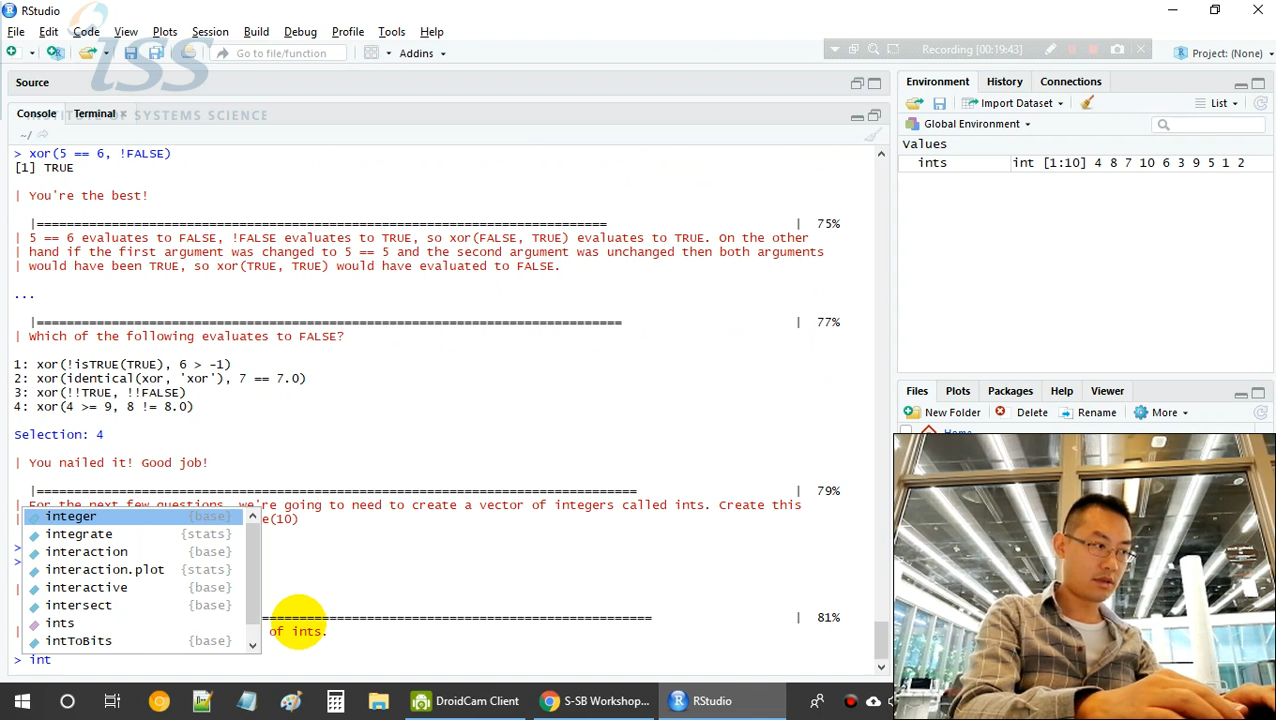 RStudio
File Edit Code View Plots Session Build Debug Profile Tools Help
Go to file/function
Addins
Recording [00:19:43]
Project: (None)
iss
INSTITUTE OF SYSTEMS SCIENCE
Source
Console Terminal
~/
> xor(5 == 6, !FALSE)
[1] TRUE
| You're the best!
|============================================================================ | 75%
| 5 == 6 evaluates to FALSE, !FALSE evaluates to TRUE, so xor(FALSE, TRUE) evaluates to TRUE. On the other
| hand if the first argument was changed to 5 == 5 and the second argument was unchanged then both arguments
| would have been TRUE, so xor(TRUE, TRUE) would have evaluated to FALSE.
...
|============================================================================== | 77%
| Which of the following evaluates to FALSE?
1: xor(!isTRUE(TRUE), 6 > -1)
2: xor(identical(xor, 'xor'), 7 == 7.0)
3: xor(!!TRUE, !!FALSE)
4: xor(4 >= 9, 8 != 8.0)
Selection: 4
| You nailed it! Good job!
|================================================================================ | 79%
| For the next few questions, we're going to need to create a vector of integers called ints. Create this
e(10)
integer {base}
integrate {stats}
interaction {base}
interaction.plot {stats}
interactive {base}
intersect {base}
ints
intToBits {base}
>
>
|
==================================================== | 81%
of ints.
> int
Environment History Connections
Import Dataset
List
Global Environment
Values
ints int [1:10] 4 8 7 10 6 3 9 5 1 2
Files Plots Packages Help Viewer
New Folder Delete Rename More
Home
DroidCam Client
S-SB Workshop...
RStudio